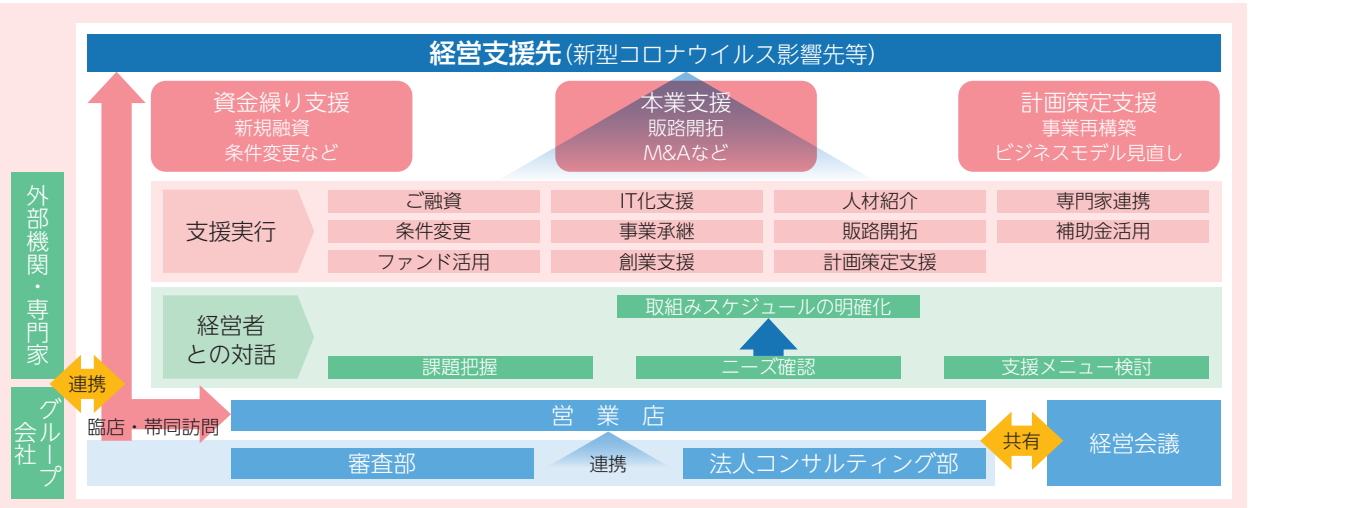 経営支援先(新型コロナウイルス影響先等)
資金繰り支援
新規融資
条件変更など
本業支援
販路開拓
M&Aなど
計画策定支援
事業再構築
ビジネスモデル見直し
支援実行
ご融資
IT化支援
人材紹介
専門家連携
条件変更
事業承継
販路開拓
補助金活用
ファンド活用
創業支援
計画策定支援
経営者
との対話
取組みスケジュールの明確化
課題把握
ニーズ確認
支援メニュー検討
外部機関・専門家
連携
グループ
会社
臨店・帯同訪問
営業店
審査部
連携
法人コンサルティング部
共有
経営会議